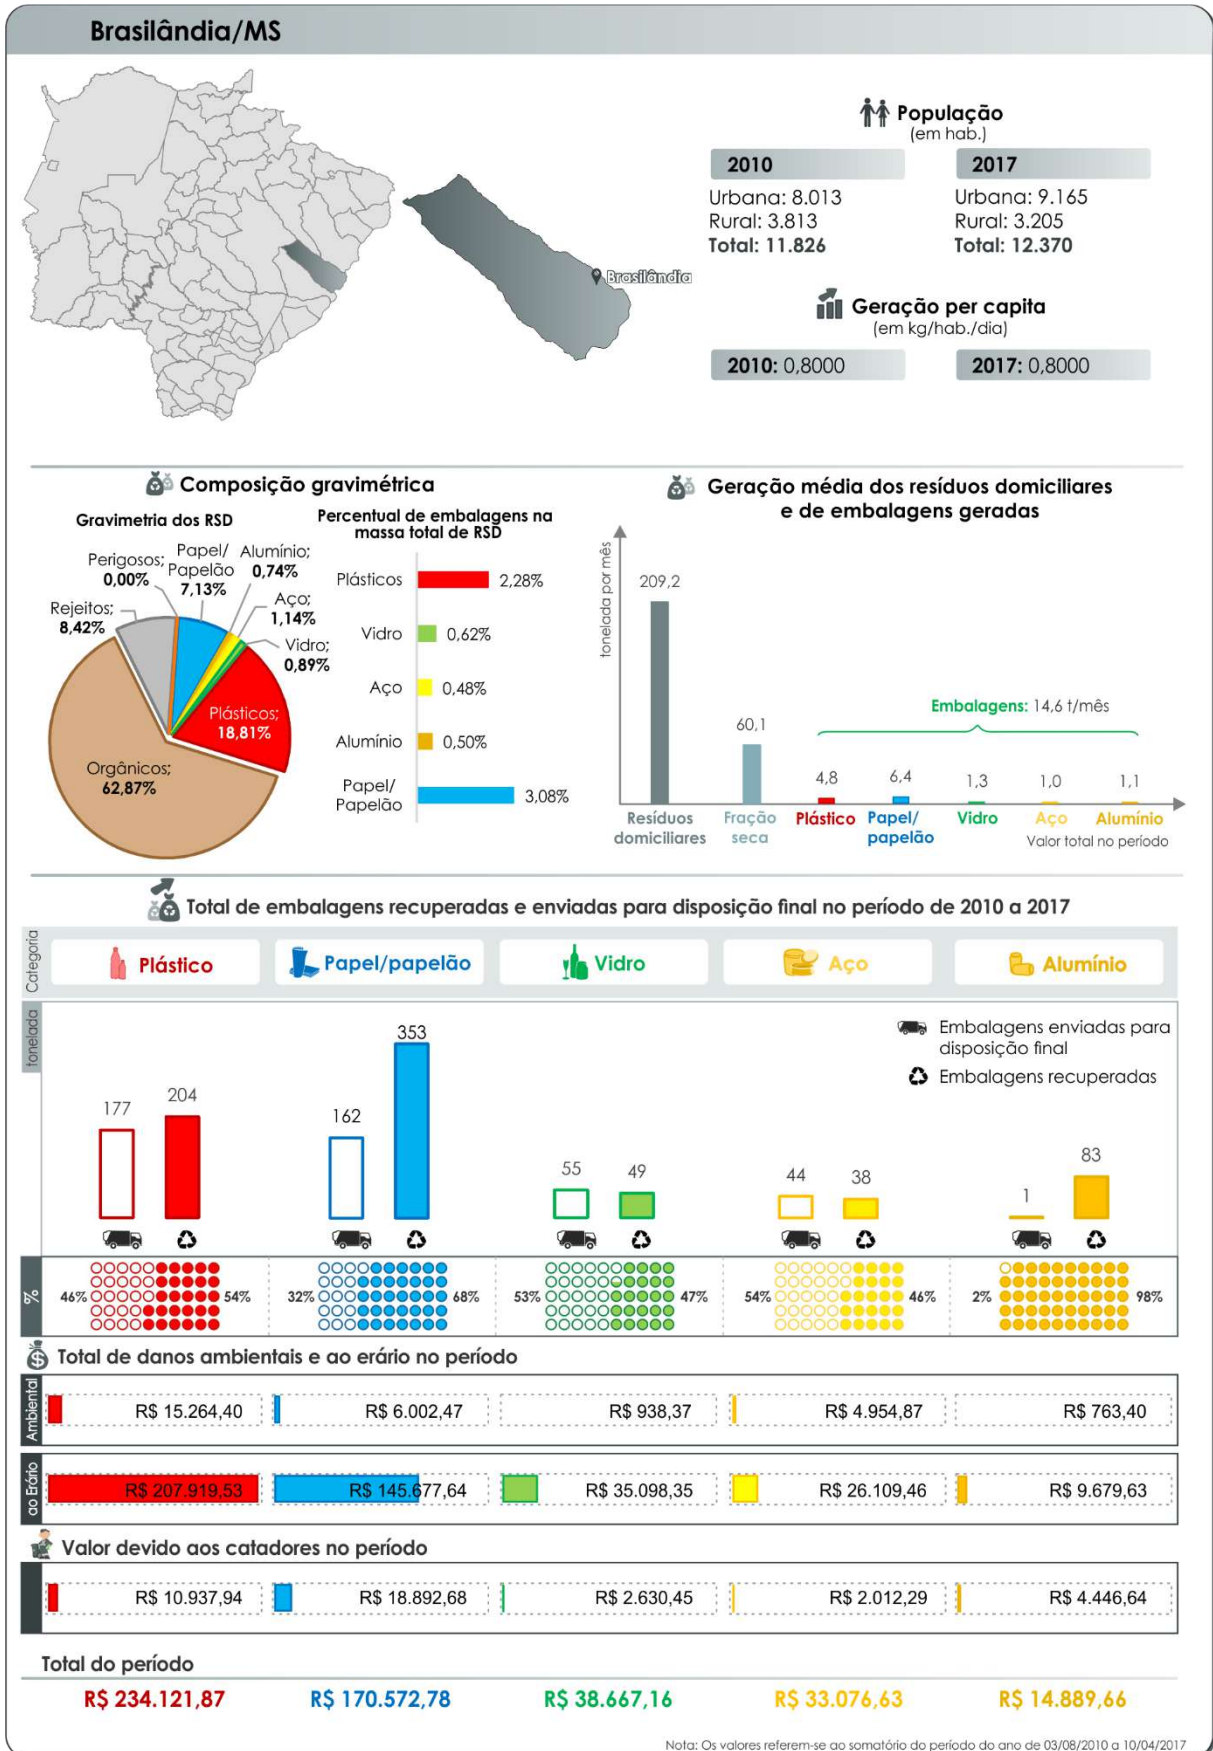 Brasilândia/MS
População
(em hab.)
2010
2017
Urbana: 8.013
Rural: 3.813
Total: 11.826
Urbana: 9.165
Rural: 3.205
Total: 12.370
Brasilândia
Geração per capita
(em kg/hab./dia)
2010: 0,8000
2017: 0,8000
Composição gravimétrica
Gravimetria dos RSD
Perigosos;
0,00%
Papel/
Papelão
7,13%
Alumínio;
0,74%
Aço;
1,14%
Rejeitos;
8,42%
Vidro;
0,89%
Plásticos;
18,81%
Orgânicos;
62,87%
Percentual de embalagens na
massa total de RSD
Plásticos 2,28%
Vidro 0,62%
Aço 0,48%
Alumínio 0,50%
Papel/
Papelão 3,08%
Geração média dos resíduos domiciliares
e de embalagens geradas
tonelada por mês
209,2
60,1
Embalagens: 14,6 t/mês
4,8
6,4
1,3
1,0
1,1
Resíduos
domiciliares
Fração
seca
Plástico
Papel/
papelão
Vidro
Aço
Alumínio
Valor total no período
Total de embalagens recuperadas e enviadas para disposição final no período de 2010 a 2017
Categoria
Plástico
Papel/papelão
Vidro
Aço
Alumínio
tonelada
Embalagens enviadas para
disposição final
Embalagens recuperadas
177
204
162
353
55
49
44
38
1
83
%
46%
54%
32%
68%
53%
47%
54%
46%
2%
98%
Total de danos ambientais e ao erário no período
Ambiental
R$ 15.264,40
R$ 6.002,47
R$ 938,37
R$ 4.954,87
R$ 763,40
ao Erário
R$ 207.919,53
R$ 145.677,64
R$ 35.098,35
R$ 26.109,46
R$ 9.679,63
Valor devido aos catadores no período
R$ 10.937,94
R$ 18.892,68
R$ 2.630,45
R$ 2.012,29
R$ 4.446,64
Total do período
R$ 234.121,87
R$ 170.572,78
R$ 38.667,16
R$ 33.076,63
R$ 14.889,66
Nota: Os valores referem-se ao somatório do período do ano de 03/08/2010 a 10/04/2017